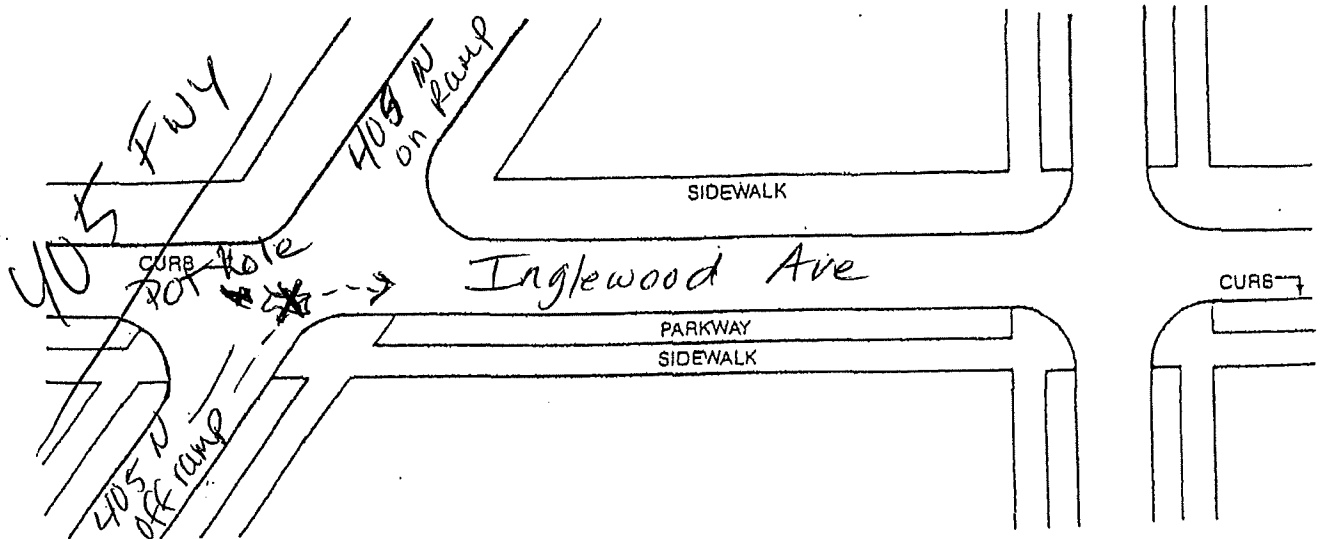 405 FWY
405 N
on Ramp
SIDEWALK
CURB
Pot Hole
Inglewood Ave
CURB
PARKWAY
SIDEWALK
405 N
Off ramp